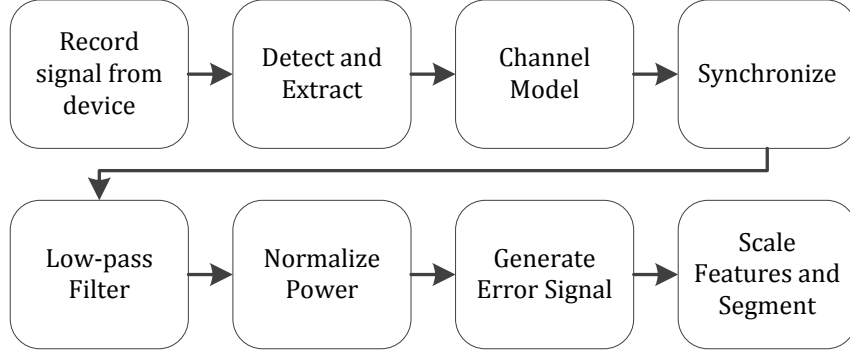 Record
signal from
device
Detect and
Extract
Channel
Model
Synchronize
Low-pass
Filter
Normalize
Power
Generate
Error Signal
Scale
Features and
Segment